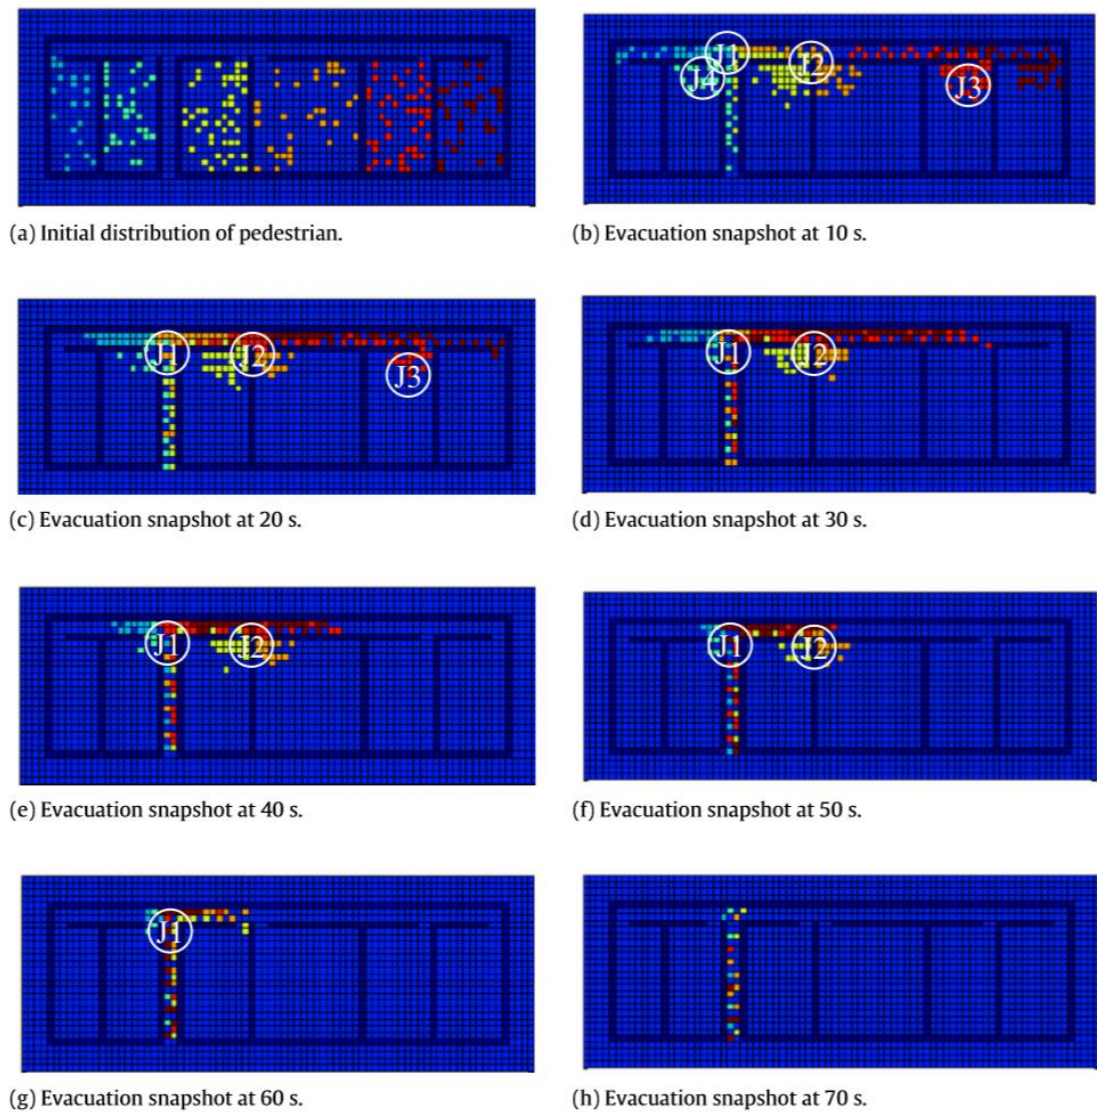 J1
J2
J4
J3
(a) Initial distribution of pedestrian.
(b) Evacuation snapshot at 10 s.
J1
J2
J3
J1
J2
(c) Evacuation snapshot at 20 s.
(d) Evacuation snapshot at 30 s.
J1
J2
J1
J2
(e) Evacuation snapshot at 40 s.
(f) Evacuation snapshot at 50 s.
J1
(g) Evacuation snapshot at 60 s.
(h) Evacuation snapshot at 70 s.